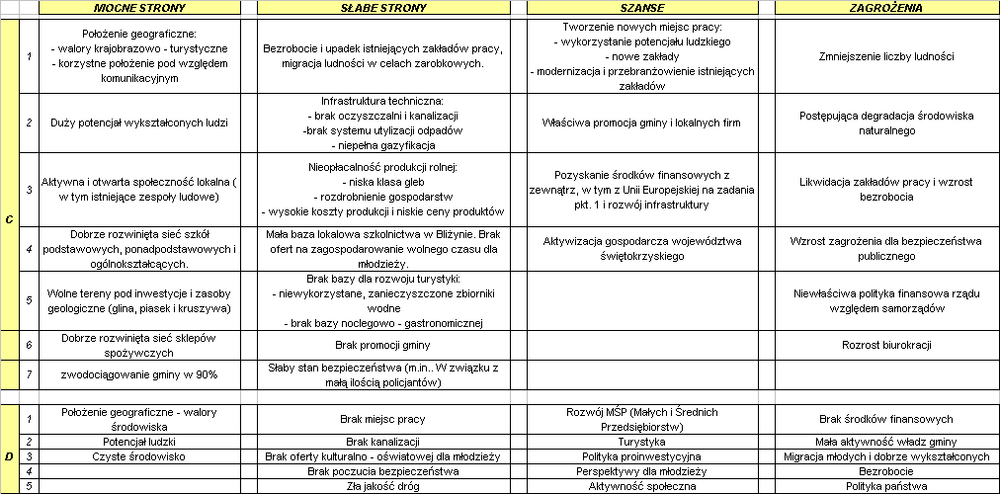 MOCNE STRONY SŁABE STRONY SZANSE ZAGROŻENIA
C
1
Położenie geograficzne:
- walory krajobrazowo - turystyczne
- korzystne położenie pod względem
komunikacyjnym
Bezrobocie i upadek istniejących zakładów pracy,
migracja ludności w celach zarobkowych.
Tworzenie nowych miejsc pracy:
- wykorzystanie potencjału ludzkiego
- nowe zakłady
- modernizacja i przebranżowienie istniejących
zakładów
Zmniejszenie liczby ludności
2
Duży potencjał wykształconych ludzi
Infrastruktura techniczna:
- brak oczyszczalni i kanalizacji
-brak systemu utylizacji odpadów
- niepełna gazyfikacja
Właściwa promocja gminy i lokalnych firm
Postępująca degradacja środowiska
naturalnego
3
Aktywna i otwarta społeczność lokalna (
w tym istniejące zespoły ludowe)
Nieopłacalność produkcji rolnej:
- niska klasa gleb
- rozdrobnienie gospodarstw
- wysokie koszty produkcji i niskie ceny produktów
Pozyskanie środków finansowych z
zewnątrz, w tym z Unii Europejskiej na zadania
pkt. 1 i rozwój infrastruktury
Likwidacja zakładów pracy i wzrost
bezrobocia
4
Dobrze rozwinięta sieć szkół
podstawowych, ponadpodstawowych i
ogólnokształcących.
Mała baza lokalowa szkolnictwa w Bliżynie. Brak
ofert na zagospodarowanie wolnego czasu dla
młodzieży.
Aktywizacja gospodarcza województwa
świętokrzyskiego
Wzrost zagrożenia dla bezpieczeństwa
publicznego
5
Wolne tereny pod inwestycje i zasoby
geologiczne (glina, piasek i kruszywa)
Brak bazy dla rozwoju turystyki:
- niewykorzystane, zanieczyszczone zbiorniki
wodne
- brak bazy noclegowo - gastronomicznej
Niewłaściwa polityka finansowa rządu
względem samorządów
6
Dobrze rozwinięta sieć sklepów
spożywczych
Brak promocji gminy
Rozrost biurokracji
7
zwodociągowanie gminy w 90%
Słaby stan bezpieczeństwa (m.in.. W związku z
małą ilością policjantów)
D
1
Położenie geograficzne - walory
środowiska
Brak miejsc pracy
Rozwój MŚP (Małych i Średnich
Przedsiębiorstw)
Brak środków finansowych
2
Potencjał ludzki
Brak kanalizacji
Turystyka
Mała aktywność władz gminy
3
Czyste środowisko
Brak oferty kulturalno - oświatowej dla młodzieży
Polityka proinwestycyjna
Migracja młodych i dobrze wykształconych
4
Brak poczucia bezpieczeństwa
Perspektywy dla młodzieży
Bezrobocie
5
Zła jakość dróg
Aktywność społeczna
Polityka państwa